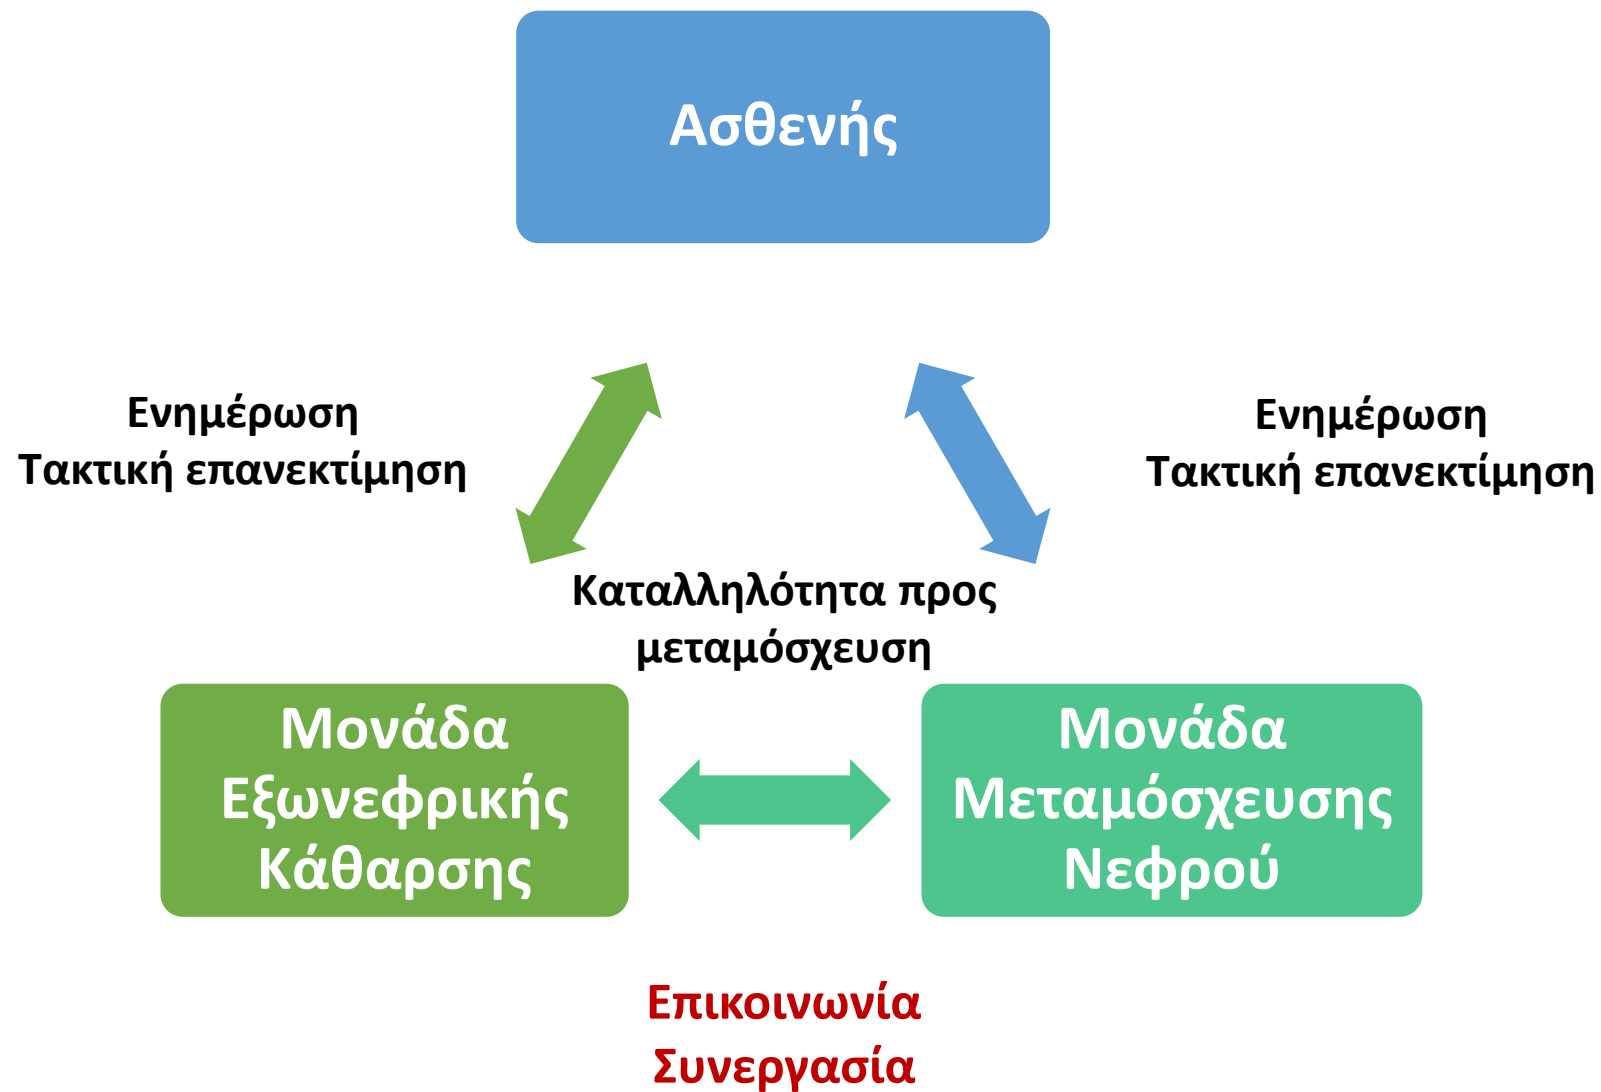 Ασθενής
Ενημέρωση
Τακτική επανεκτίμηση
Ενημέρωση
Τακτική επανεκτίμηση
Καταλληλότητα προς
μεταμόσχευση
Μονάδα
Εξωνεφρικής
Κάθαρσης
Μονάδα
Μεταμόσχευσης
Νεφρού
Επικοινωνία
Συνεργασία